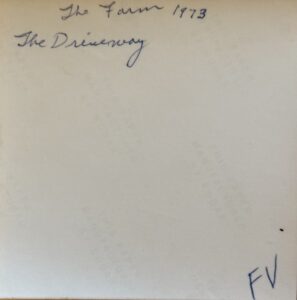 The Farm 1973
The Driveway
FV